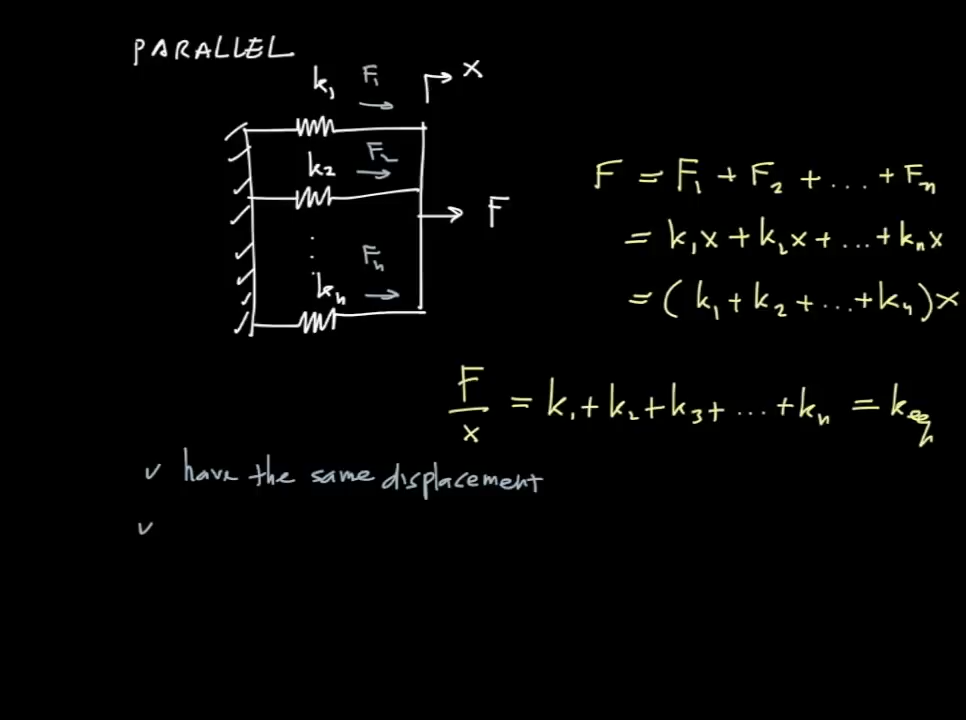 PARALLEL
k₁ F₁ x
k₂ F₂
F
⋮ Fₙ
kₙ
F = F₁ + F₂ + ... + Fₙ
= k₁x + k₂x + ... + kₙx
= (k₁ + k₂ + ... + kₙ)x
F/x = k₁ + k₂ + k₃ + ... + kₙ = k_eq
✓ have the same displacement
✓